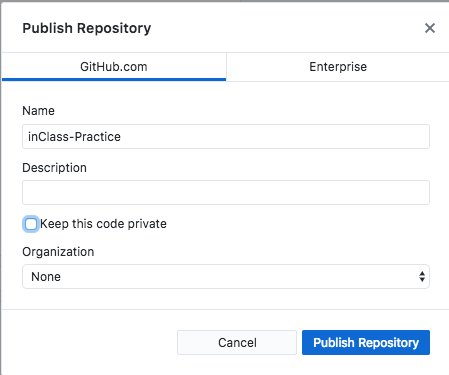 Publish Repository
GitHub.com
Enterprise
Name
inClass-Practice
Description
Keep this code private
Organization
None
Cancel
Publish Repository